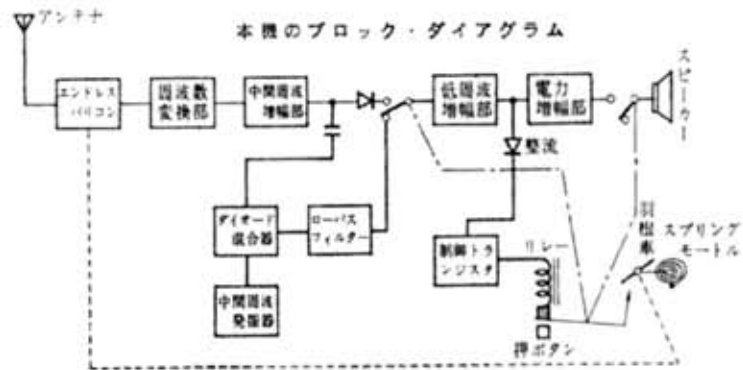 本機のブロック・ダイアグラム
アンテナ
エンドレス
バリコン
周波数
変換部
中間周波
増幅部
低周波
増幅部
電力
増幅部
スピーカー
整流
ダイオード
混合器
ローパス
フィルター
中間周波
発振器
制御トラ
ンジスタ
リレー
押ボタン
羽根車
スプリング
モートル